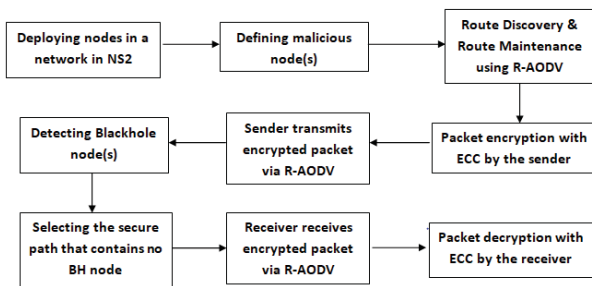 Deploying nodes in a
network in NS2
Defining malicious
node(s)
Route Discovery &
Route Maintenance
using R-AODV
Packet encryption with
ECC by the sender
Sender transmits
encrypted packet
via R-AODV
Detecting Blackhole
node(s)
Selecting the secure
path that contains no
BH node
Receiver receives
encrypted packet
via R-AODV
Packet decryption with
ECC by the receiver